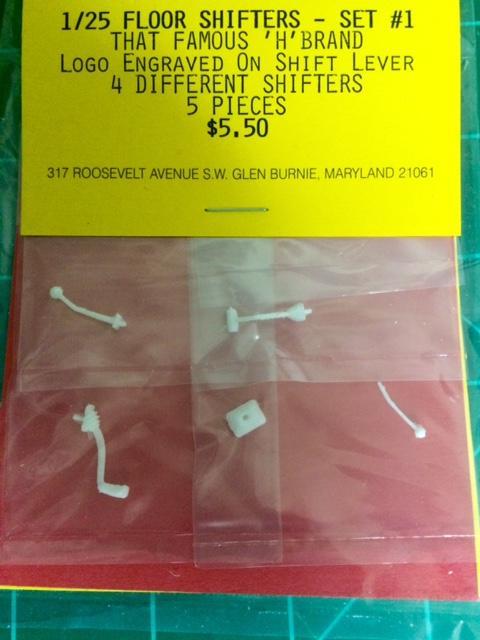 1/25 FLOOR SHIFTERS - SET #1
THAT FAMOUS 'H'BRAND
LOGO ENGRAVED ON SHIFT LEVER
4 DIFFERENT SHIFTERS
5 PIECES
$5.50
317 ROOSEVELT AVENUE S.W. GLEN BURNIE, MARYLAND 21061